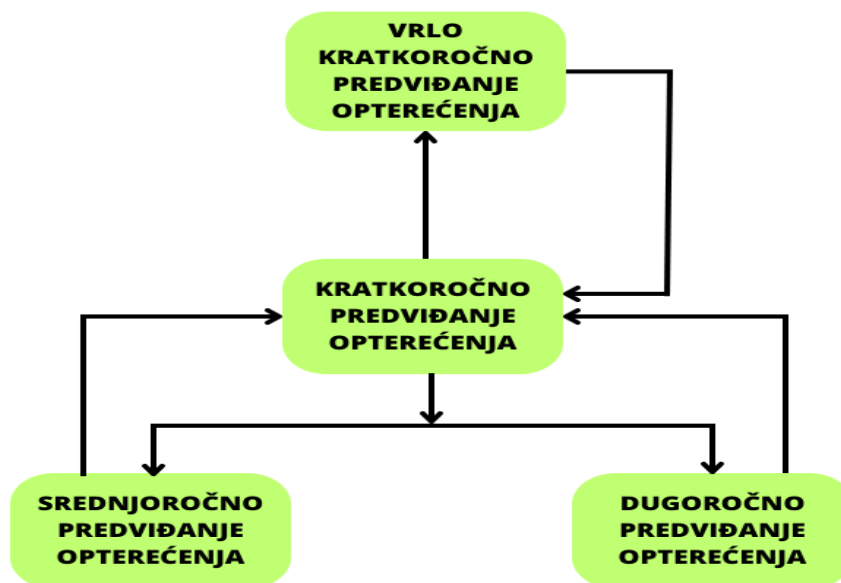 VRLO
KRATKOROČNO
PREDVIĐANJE
OPTEREĆENJA
KRATKOROČNO
PREDVIĐANJE
OPTEREĆENJA
SREDNJOROČNO
PREDVIĐANJE
OPTEREĆENJA
DUGOROČNO
PREDVIĐANJE
OPTEREĆENJA